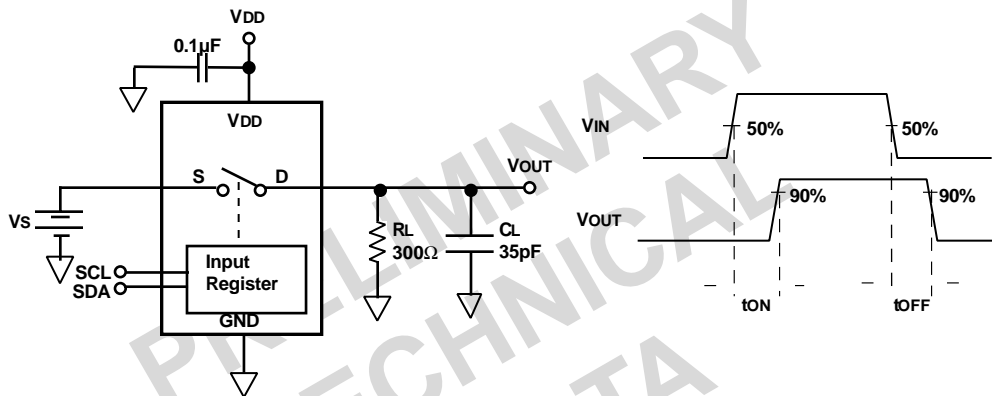 VDD
0.1µF
VDD
S
D
VOUT
VS
RL
300Ω
CL
35pF
SCL
SDA
Input
Register
GND
VIN
50%
50%
VOUT
90%
90%
tON
tOFF
PRELIMINARY
TECHNICAL
DATA